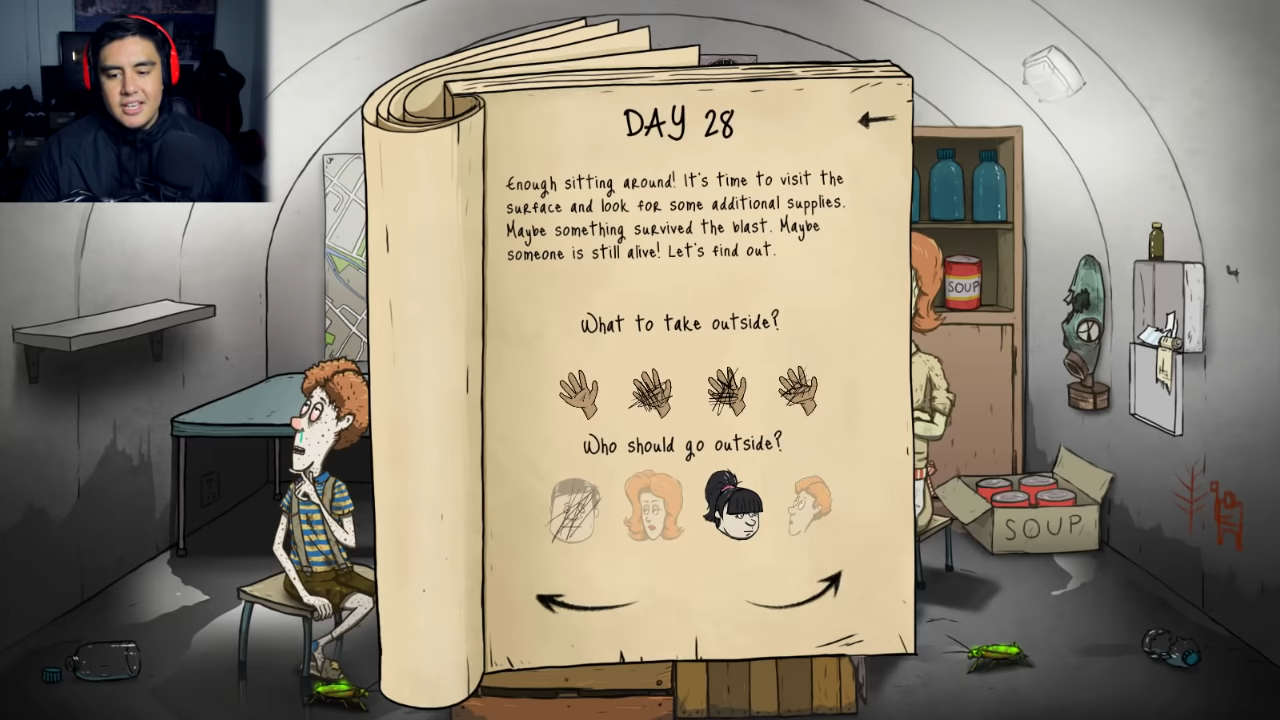 DAY 28
Enough sitting around! It's time to visit the
surface and look for some additional supplies.
Maybe something survived the blast. Maybe
someone is still alive! Let's find out.
What to take outside?
Who should go outside?
SOUP
SOUP